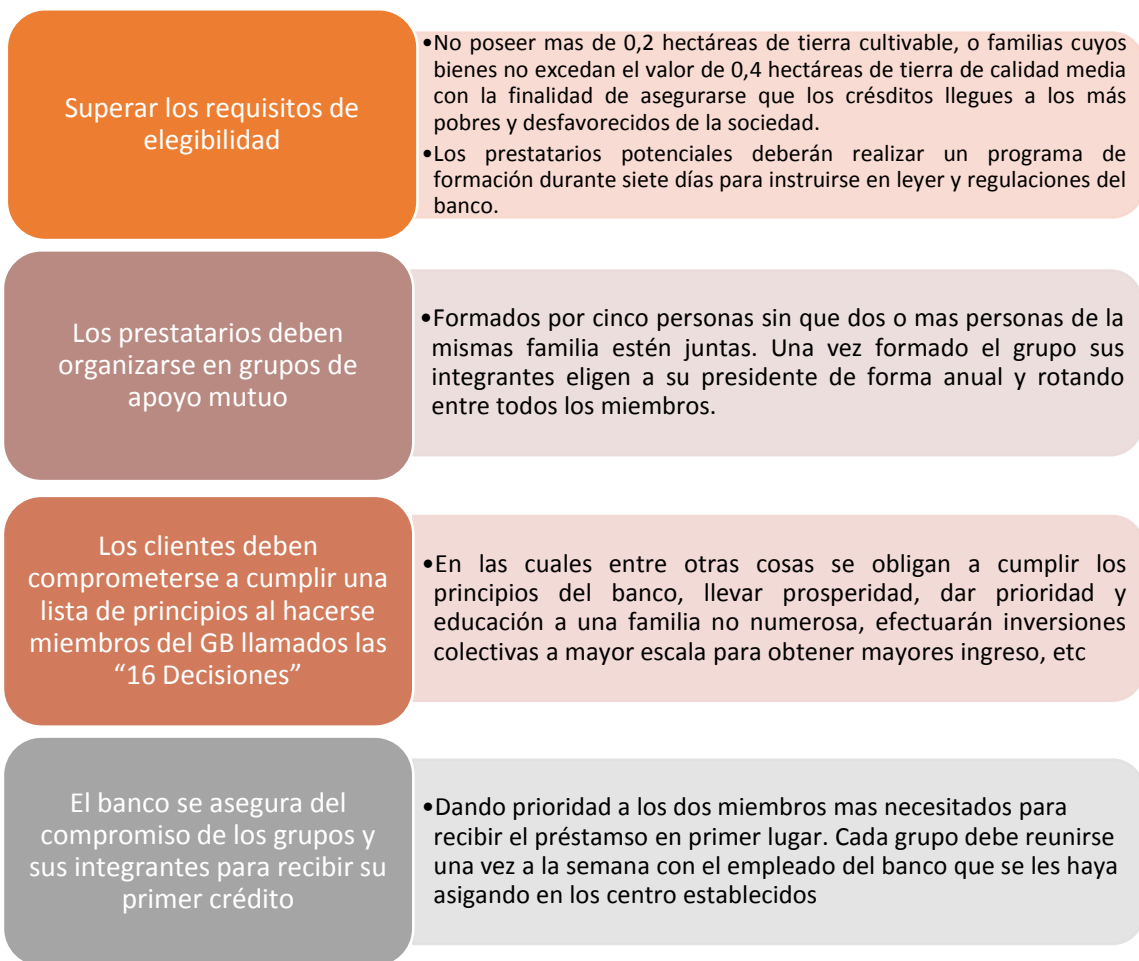 Superar los requisitos de
elegibilidad
•No poseer mas de 0,2 hectáreas de tierra cultivable, o familias cuyos
bienes no excedan el valor de 0,4 hectáreas de tierra de calidad media
con la finalidad de asegurarse que los crésditos llegues a los más
pobres y desfavorecidos de la sociedad.
•Los prestatarios potenciales deberán realizar un programa de
formación durante siete días para instruirse en leyer y regulaciones del
banco.
Los prestatarios deben
organizarse en grupos de
apoyo mutuo
•Formados por cinco personas sin que dos o mas personas de la
mismas familia estén juntas. Una vez formado el grupo sus
integrantes eligen a su presidente de forma anual y rotando
entre todos los miembros.
Los clientes deben
comprometerse a cumplir una
lista de principios al hacerse
miembros del GB llamados las
“16 Decisiones”
•En las cuales entre otras cosas se obligan a cumplir los
principios del banco, llevar prosperidad, dar prioridad y
educación a una familia no numerosa, efectuarán inversiones
colectivas a mayor escala para obtener mayores ingreso, etc
El banco se asegura del
compromiso de los grupos y
sus integrantes para recibir su
primer crédito
•Dando prioridad a los dos miembros mas necesitados para
recibir el préstamso en primer lugar. Cada grupo debe reunirse
una vez a la semana con el empleado del banco que se les haya
asigando en los centro establecidos